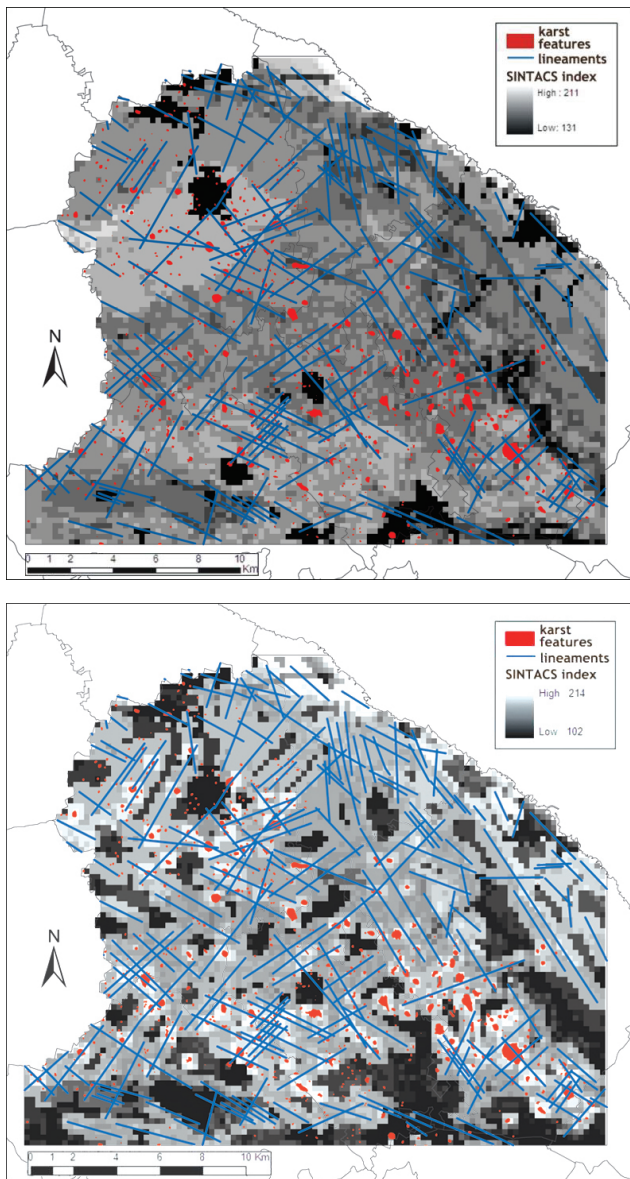 karst
features
lineaments
SINTACS index
High : 211
Low: 131
N
0 1 2 4 6 8 10
Km
karst
features
lineaments
SINTACS index
High 214
Low 102
N
0 1 2 4 6 8 10 Km